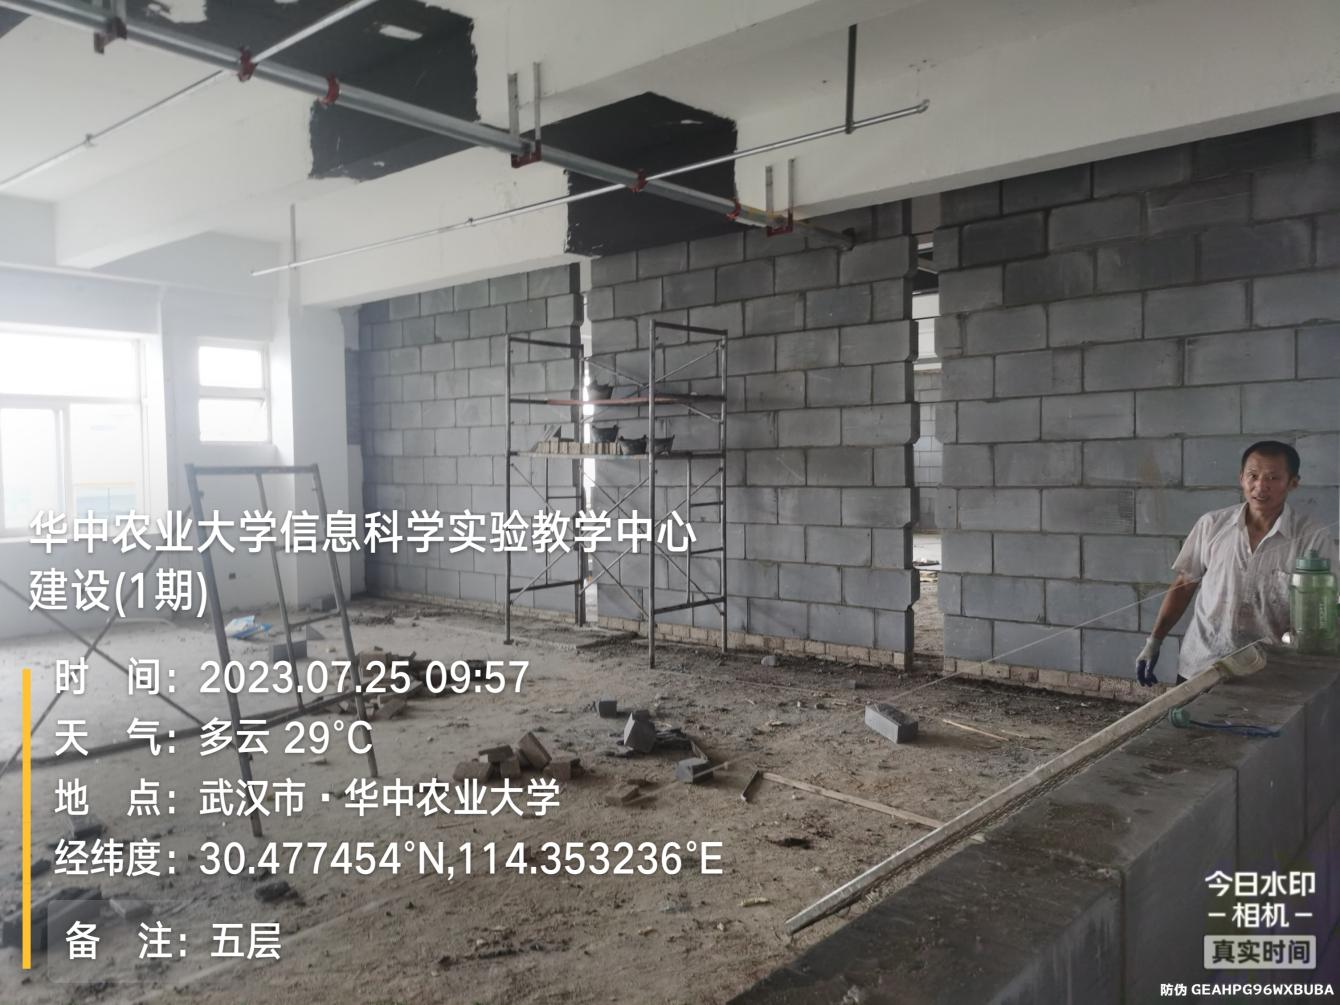 华中农业大学信息科学实验教学中心
建设(1期)
时 间：2023.07.25 09:57
天 气：多云 29°C
地 点：武汉市·华中农业大学
经纬度：30.477454°N,114.353236°E
备 注：五层
今日水印
-相机-
真实时间
防伪 GEAHPG96WXBUBA